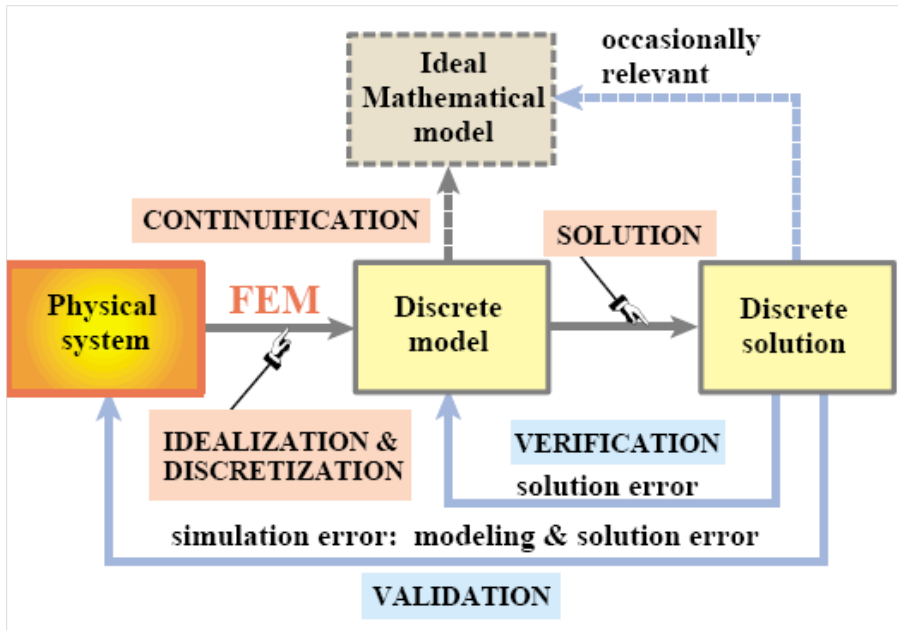 occasionally
relevant
Ideal
Mathematical
model
CONTINUIFICATION
SOLUTION
Physical
system
FEM
Discrete
model
Discrete
solution
IDEALIZATION &
DISCRETIZATION
VERIFICATION
solution error
simulation error: modeling & solution error
VALIDATION